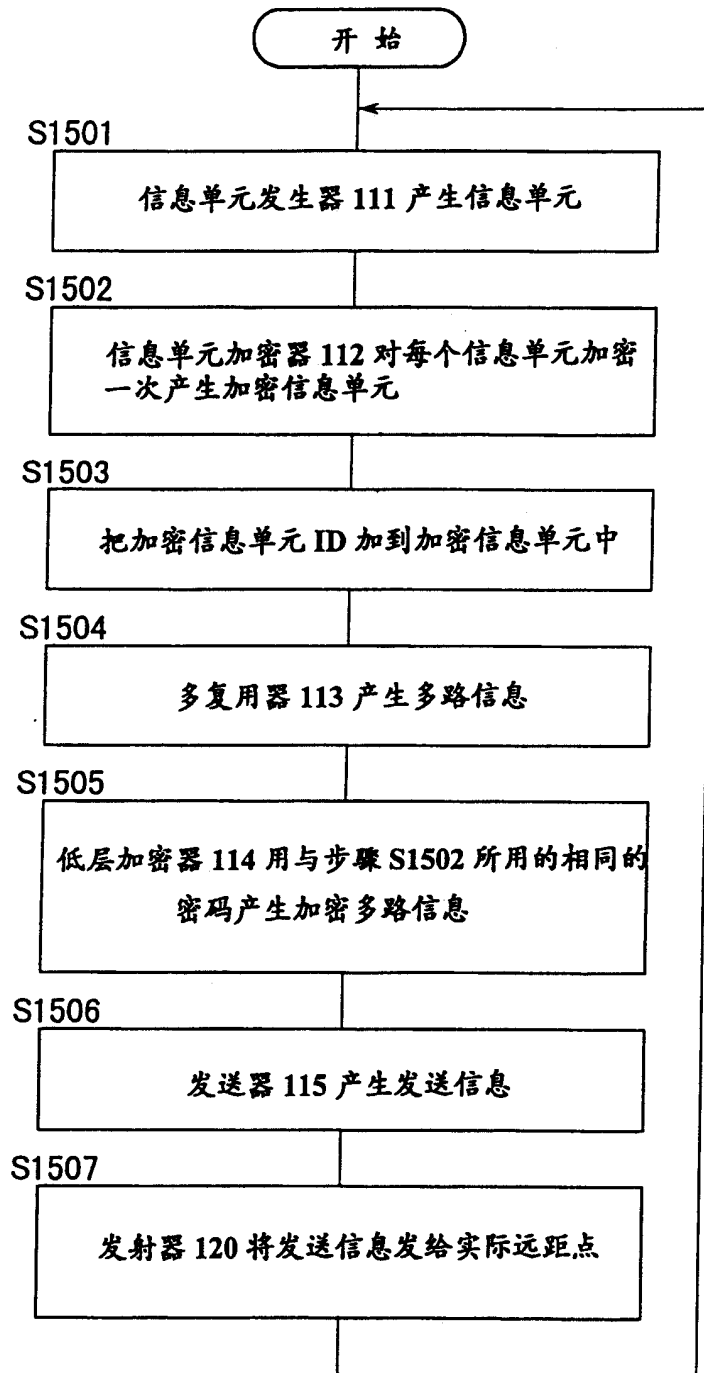 开 始
S1501
信息单元发生器 111 产生信息单元
S1502
信息单元加密器 112 对每个信息单元加密
一次产生加密信息单元
S1503
把加密信息单元 ID 加到加密信息单元中
S1504
多复用器 113 产生多路信息
S1505
低层加密器 114 用与步骤 S1502 所用的相同的
密码产生加密多路信息
S1506
发送器 115 产生发送信息
S1507
发射器 120 将发送信息发给实际远距点